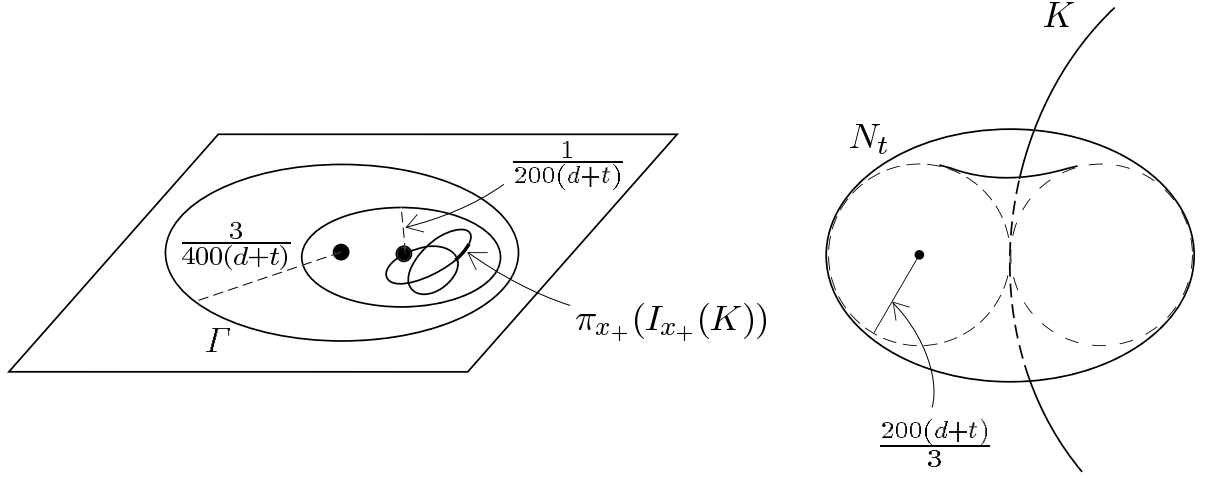 1/200(d+t)
3/400(d+t)
Γ
π_{x_+}(I_{x_+}(K))
K
N_t
200(d+t)/3